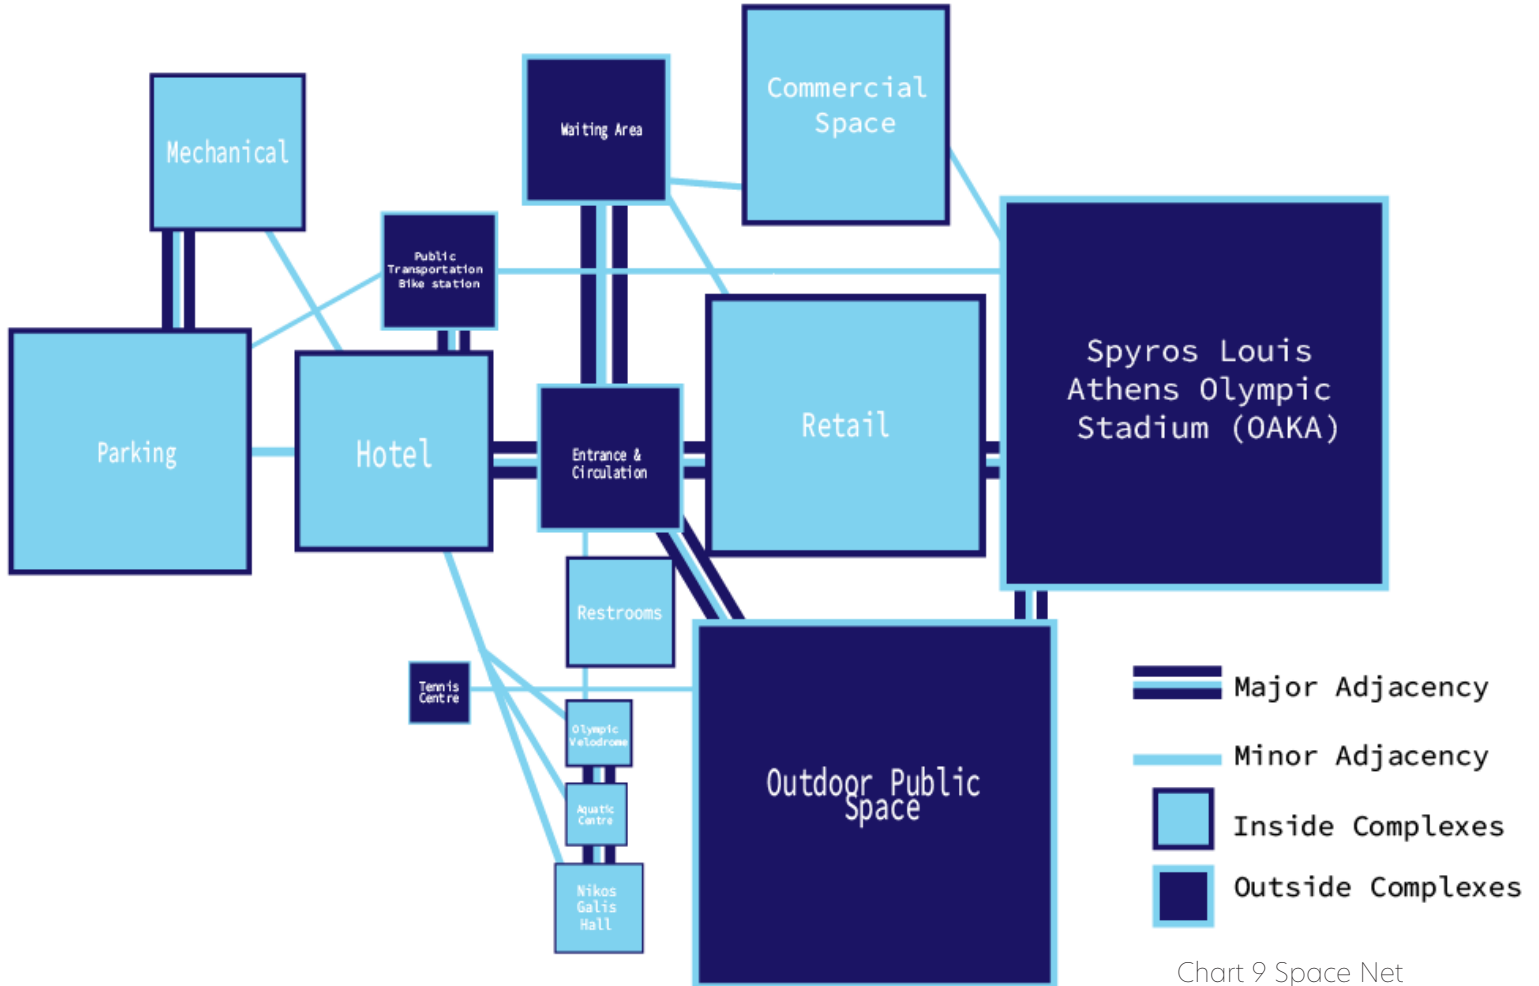 Commercial
Space
Waiting Area
Mechanical
Public
Transportation
Bike station
Spyros Louis
Athens Olympic
Stadium (OAKA)
Parking
Hotel
Entrance &
Circulation
Retail
Restrooms
Tennis
Centre
Olympic
Velodrome
Aquatic
Centre
Nikos
Galis
Hall
Outdoor Public
Space
Major Adjacency
Minor Adjacency
Inside Complexes
Outside Complexes
Chart 9 Space Net